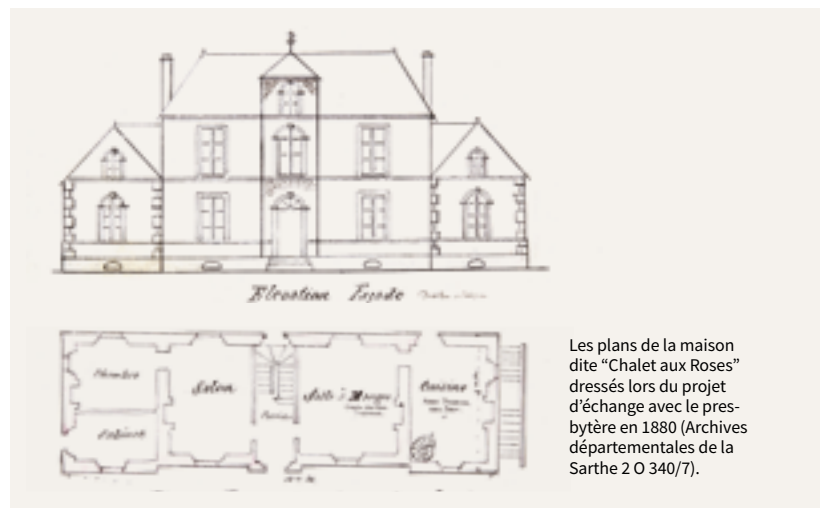 Elévation Façade
Chambre
Cabinet
Salon
Salle à Manger
Cuisine
Les plans de la maison
dite “Chalet aux Roses”
dressés lors du projet
d’échange avec le pres-
bytère en 1880 (Archives
départementales de la
Sarthe 2 O 340/7).